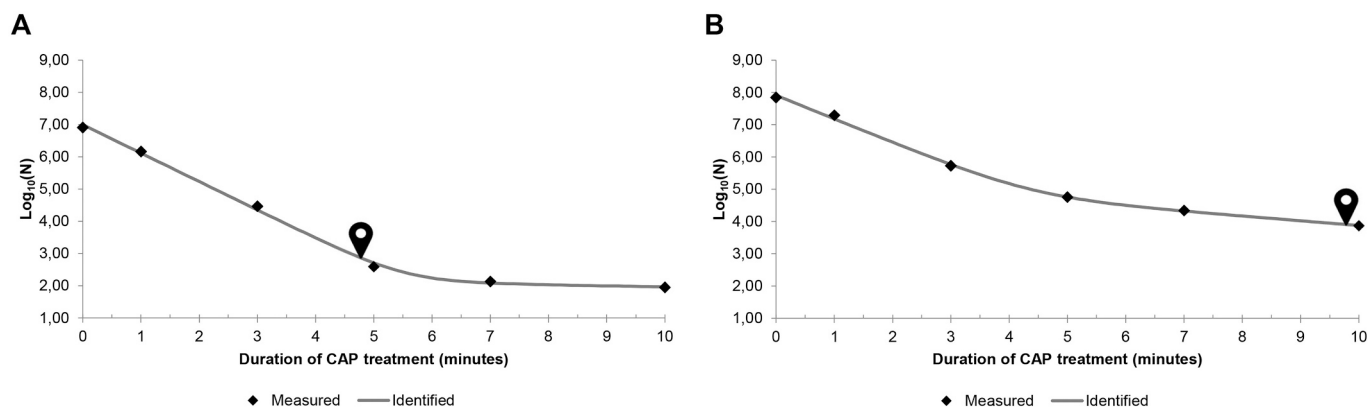 A
9,00
8,00
7,00
6,00
5,00
4,00
3,00
2,00
1,00
Log₁₀(N)
0 1 2 3 4 5 6 7 8 9 10
Duration of CAP treatment (minutes)
Measured Identified
B
9,00
8,00
7,00
6,00
5,00
4,00
3,00
2,00
1,00
Log₁₀(N)
0 1 2 3 4 5 6 7 8 9 10
Duration of CAP treatment (minutes)
Measured Identified